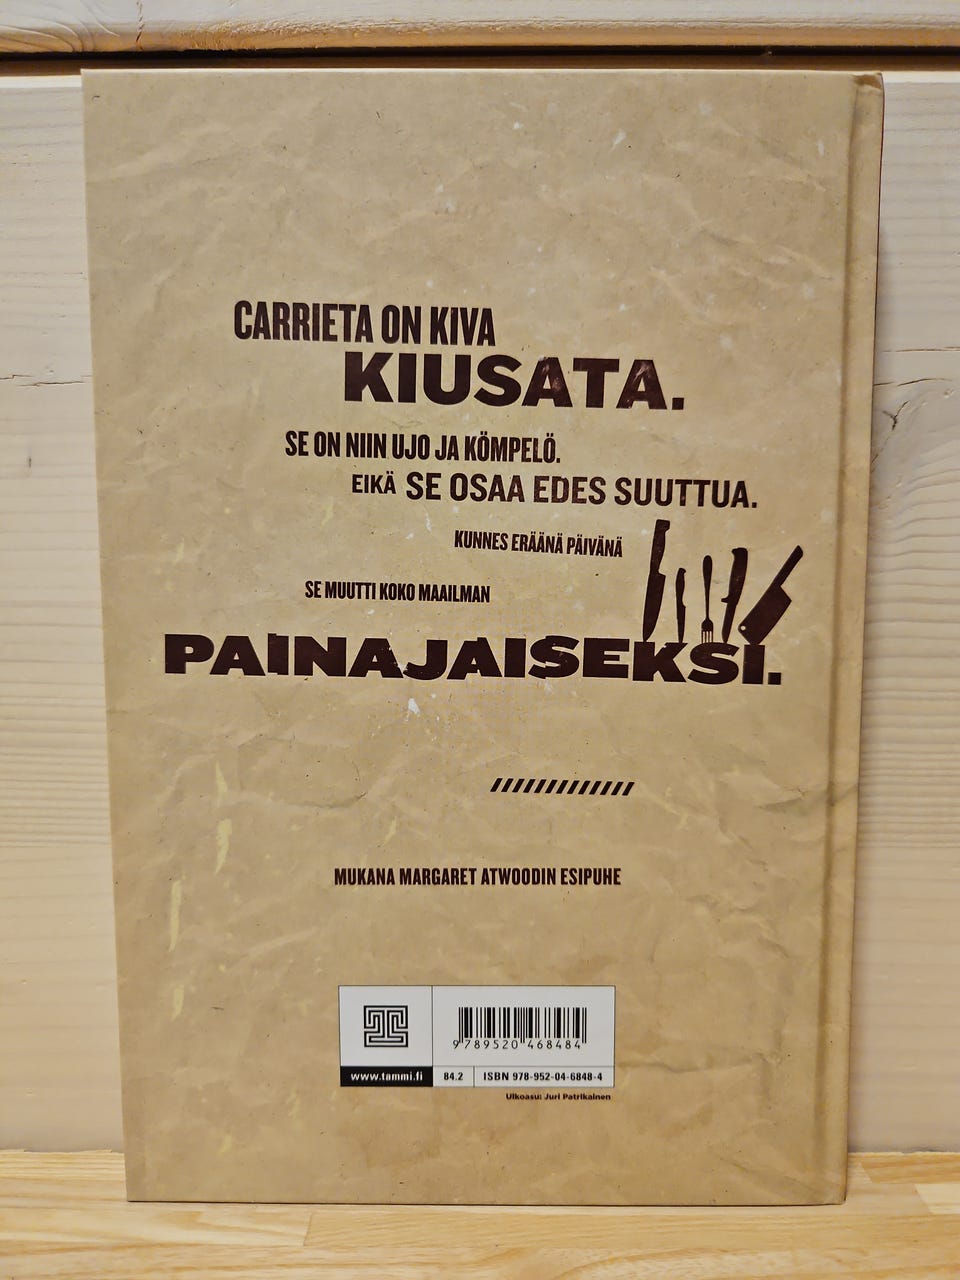 CARRIETA ON KIVA
KIUSATA.
SE ON NIIN UJO JA KÖMPELÖ.
EIKÄ SE OSAA EDES SUUTTUA.
KUNNES ERÄÄNÄ PÄIVÄNÄ
SE MUUTTI KOKO MAAILMAN
PAINAJAISEKSI.
MUKANA MARGARET ATWOODIN ESIPUHE
9 789520 468484
www.tammi.fi 84.2 ISBN 978-952-04-6848-4
Ulkoasu: Juri Patrikainen